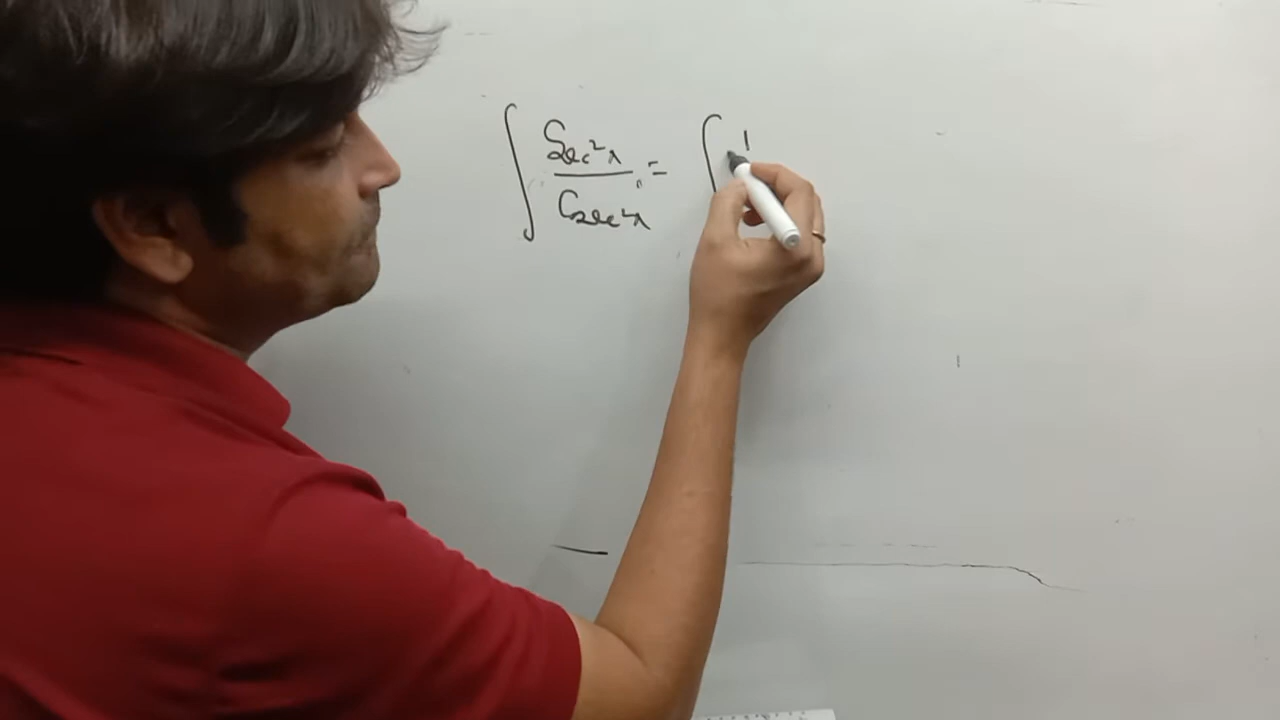 ∫ Sec²x / Cosec²x = ∫ 1